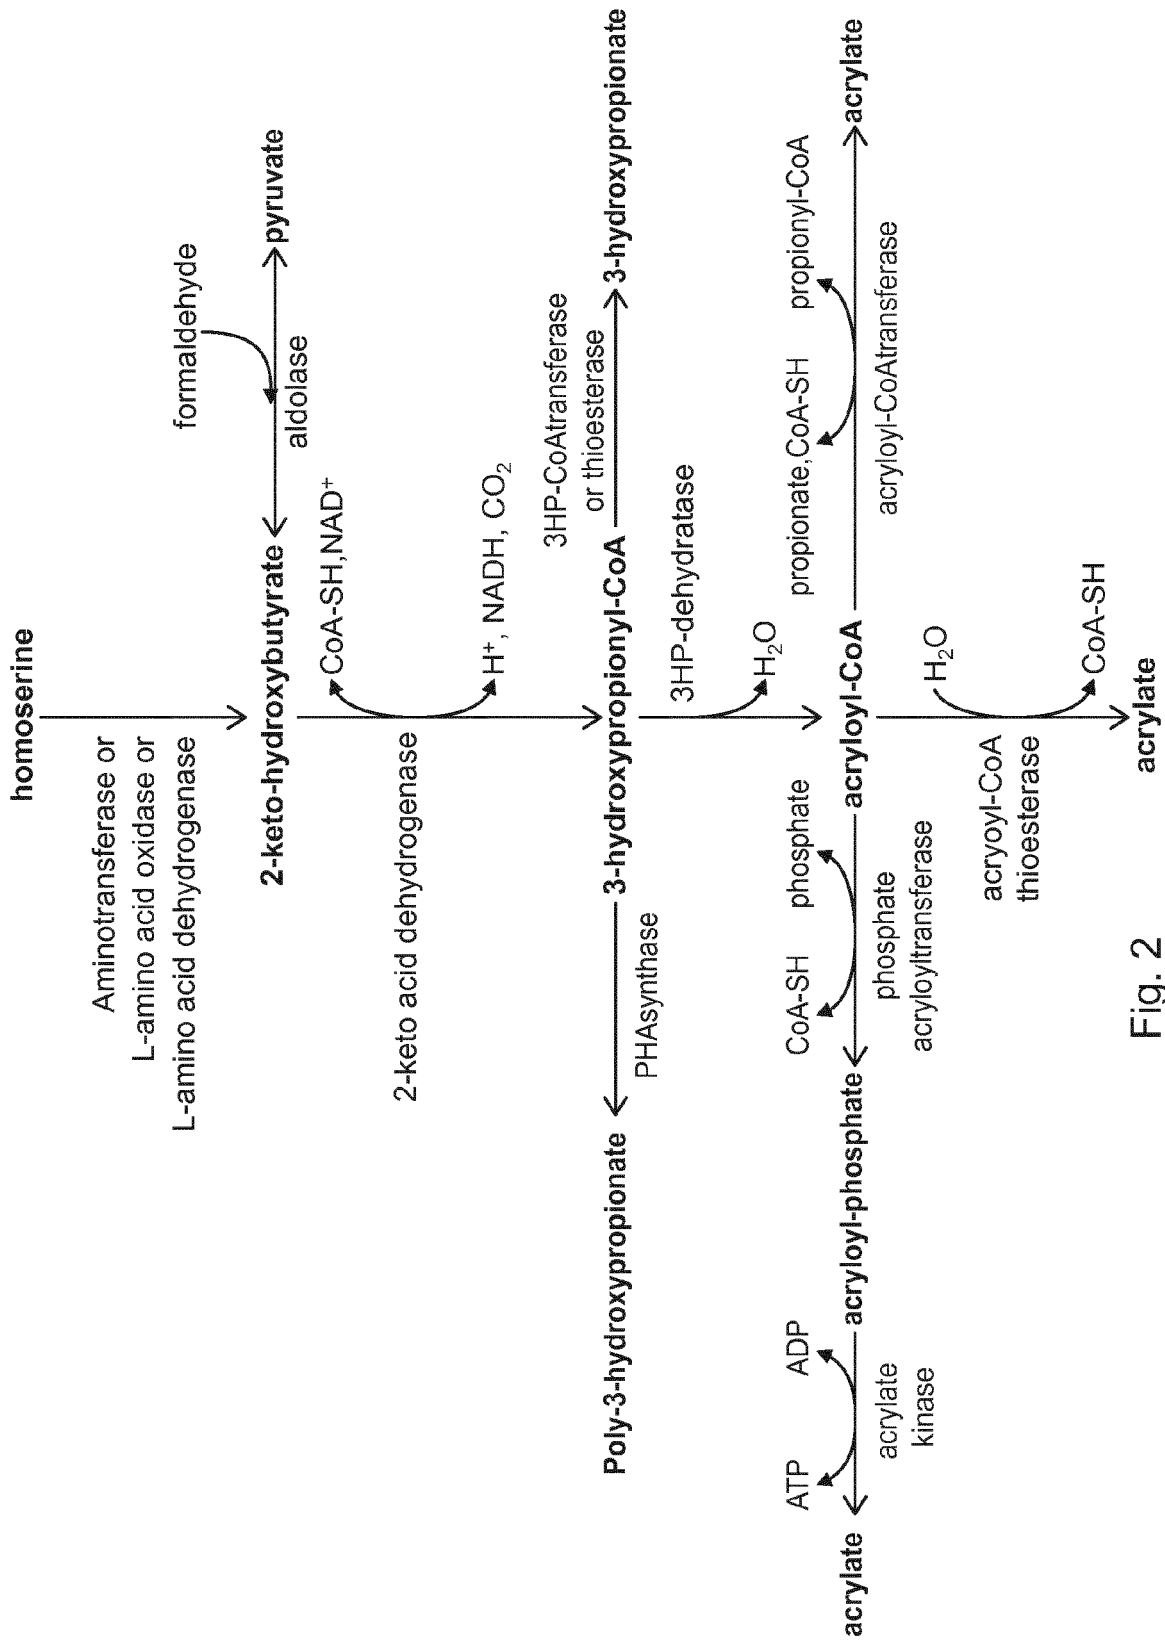 homoserine
Aminotransferase or
L-amino acid oxidase or
L-amino acid dehydrogenase
formaldehyde
2-keto-hydroxybutyrate
pyruvate
aldolase
CoA-SH,NAD⁺
2-keto acid dehydrogenase
H⁺, NADH, CO₂
3HP-CoAtransferase
or thioesterase
Poly-3-hydroxypropionate
3-hydroxypropionyl-CoA
3-hydroxypropionate
PHAsynthase
3HP-dehydratase
H₂O
ATP
ADP
CoA-SH
phosphate
propionate,CoA-SH
propionyl-CoA
acrylate
acryloyl-phosphate
acryloyl-CoA
acrylate
acrylate
kinase
phosphate
acryloyltransferase
acryloyl-CoAtransferase
H₂O
acryoyl-CoA
thioesterase
CoA-SH
acrylate
Fig. 2